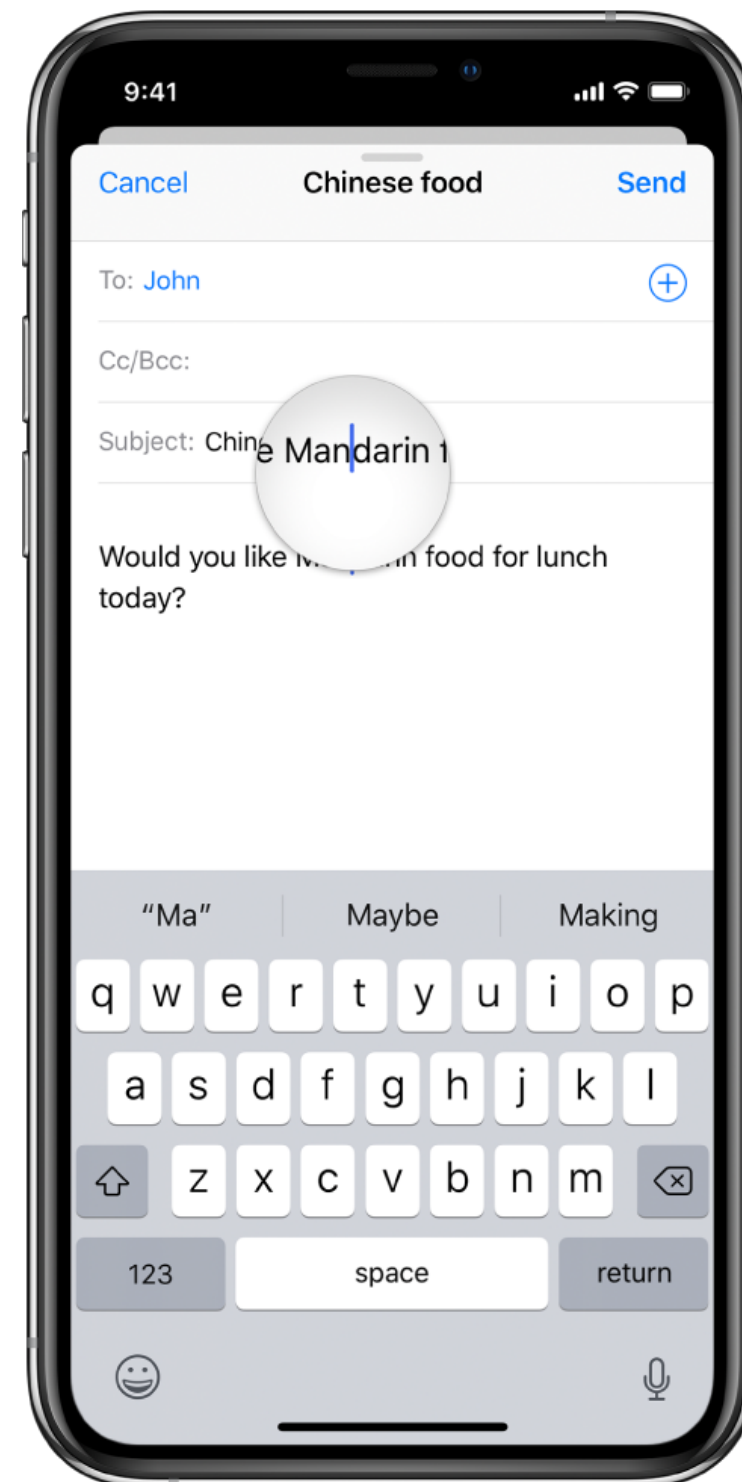 9:41
Cancel Chinese food Send
To: John
Cc/Bcc:
Subject: Chin
e Mandarin f
Would you like food for lunch
today?
“Ma” Maybe Making
q w e r t y u i o p
a s d f g h j k l
z x c v b n m
123 space return